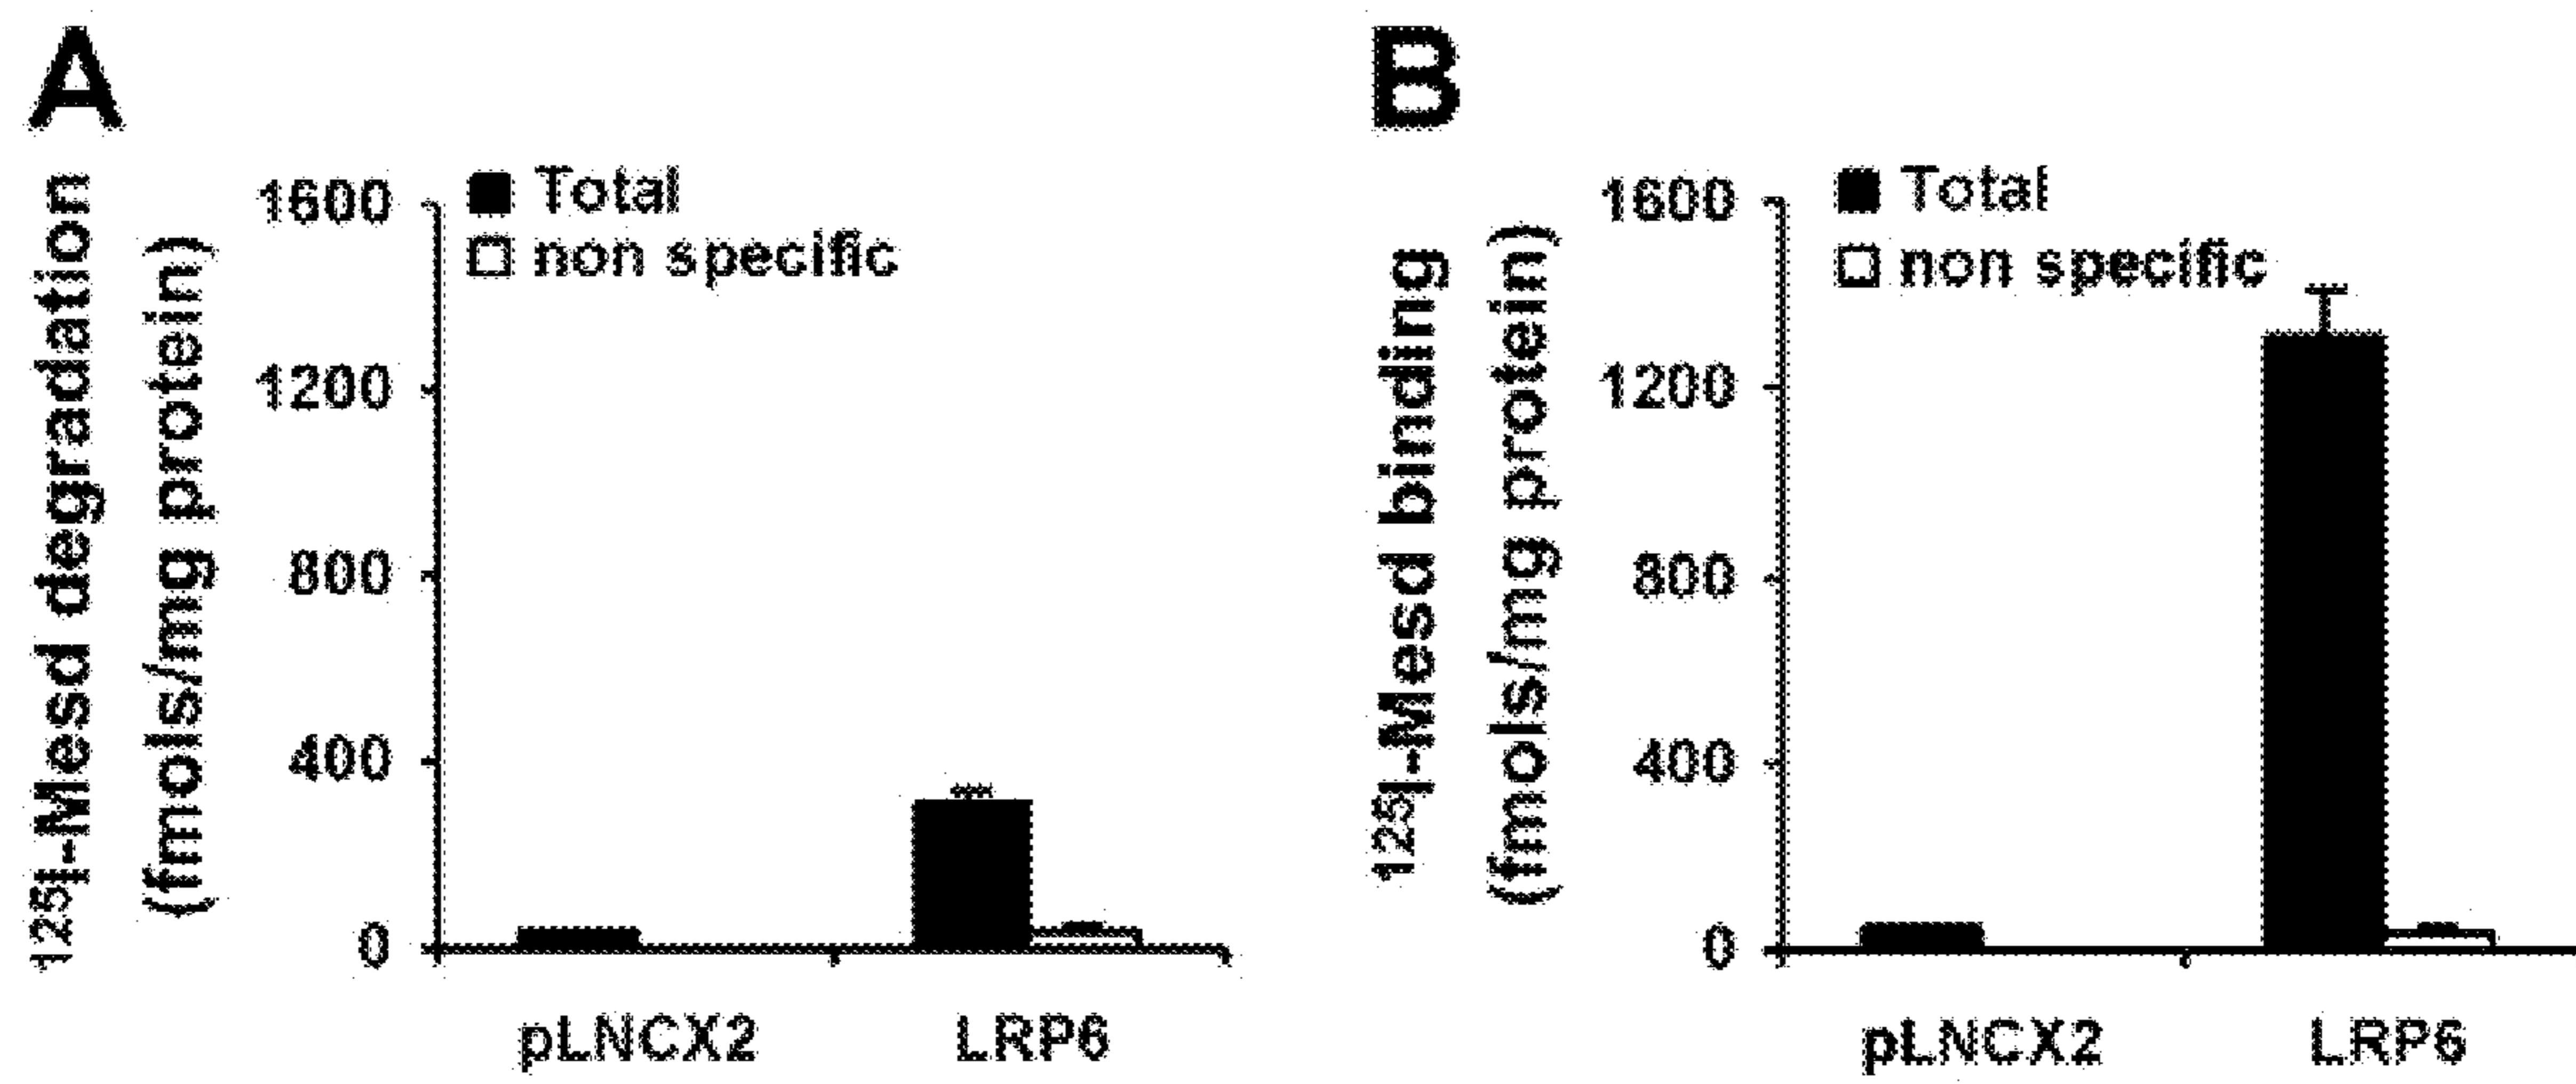 A
¹²⁵I-Mesd degradation
(fmols/mg protein)
1600
1200
800
400
0
Total
non specific
pLNCX2
LRP6
B
¹²⁵I-Mesd binding
(fmols/mg protein)
1600
1200
800
400
0
Total
non specific
pLNCX2
LRP6